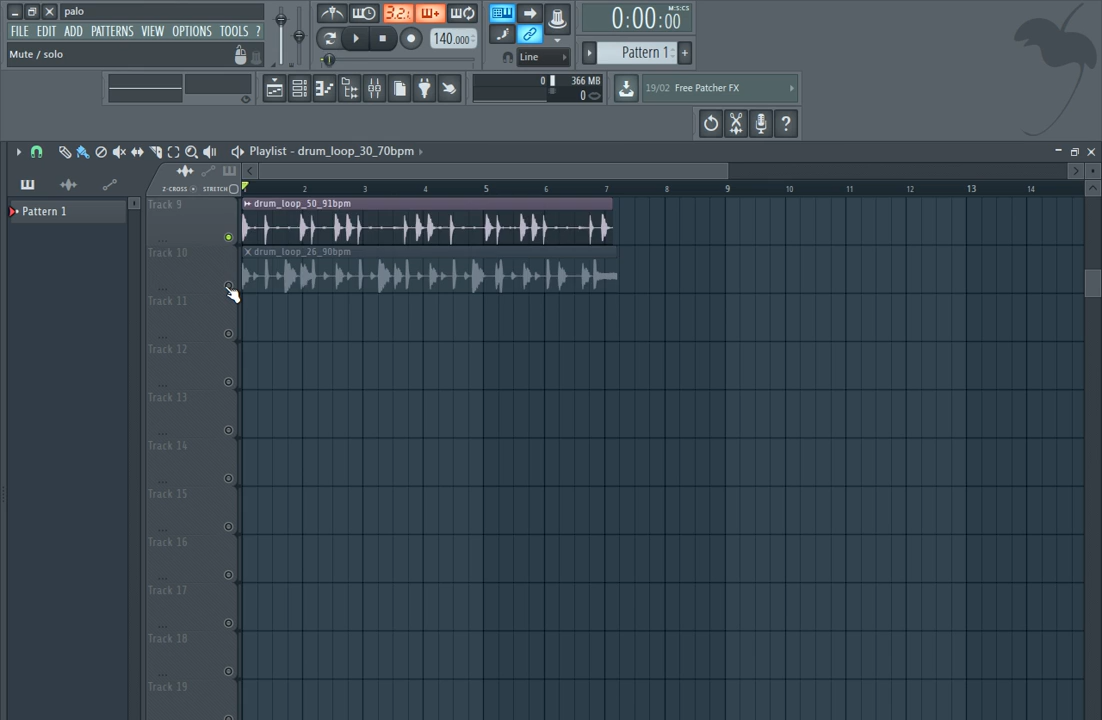 palo
FILE EDIT ADD PATTERNS VIEW OPTIONS TOOLS ?
Mute / solo
3.2.
140.000
Line
0:00:00
M:S:CS
Pattern 1
0 366 MB
0
19/02 Free Patcher FX
Playlist - drum_loop_30_70bpm
Z-CROSS STRETCH
2 3 4 5 6 7 8 9 10 11 12 13 14
Pattern 1
Track 9
drum_loop_50_91bpm
Track 10
drum_loop_26_90bpm
Track 11
Track 12
Track 13
Track 14
Track 15
Track 16
Track 17
Track 18
Track 19